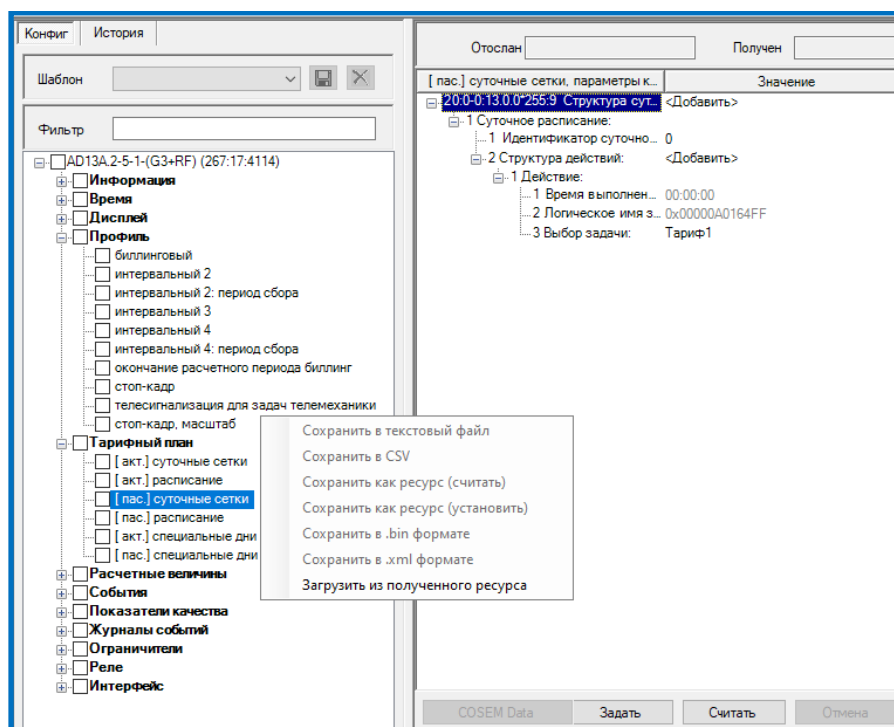 Конфиг История
Шаблон
Фильтр
AD13A.2-5-1-(G3+RF) (267:17:4114)
Информация
Время
Дисплей
Профиль
биллинговый
интервальный 2
интервальный 2: период сбора
интервальный 3
интервальный 4
интервальный 4: период сбора
окончание расчетного периода биллинг
стоп-кадр
телесигнализация для задач телемеханики
стоп-кадр, масштаб
Тарифный план
[ акт.] суточные сетки
[ акт.] расписание
[ пас.] суточные сетки
[ пас.] расписание
[ акт.] специальные дни
[ пас.] специальные дни
Расчетные величины
События
Показатели качества
Журналы событий
Ограничители
Реле
Интерфейс
Сохранить в текстовый файл
Сохранить в CSV
Сохранить как ресурс (считать)
Сохранить как ресурс (установить)
Сохранить в .bin формате
Сохранить в .xml формате
Загрузить из полученного ресурса
Отослан Получен
[ пас.] суточные сетки, параметры к... Значение
20:0-0:13.0.0*255:9 Структура сут... <Добавить>
1 Суточное расписание:
1 Идентификатор суточно... 0
2 Структура действий: <Добавить>
1 Действие:
1 Время выполнен... 00:00:00
2 Логическое имя з... 0x00000A0164FF
3 Выбор задачи: Тариф1
COSEM Data Задать Считать Отмена